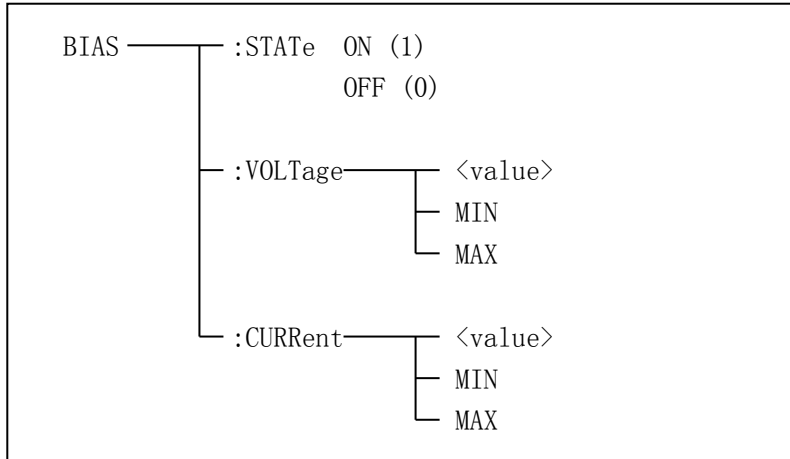 BIAS :STATe ON (1)
OFF (0)
:VOLTage <value>
MIN
MAX
:CURRent <value>
MIN
MAX